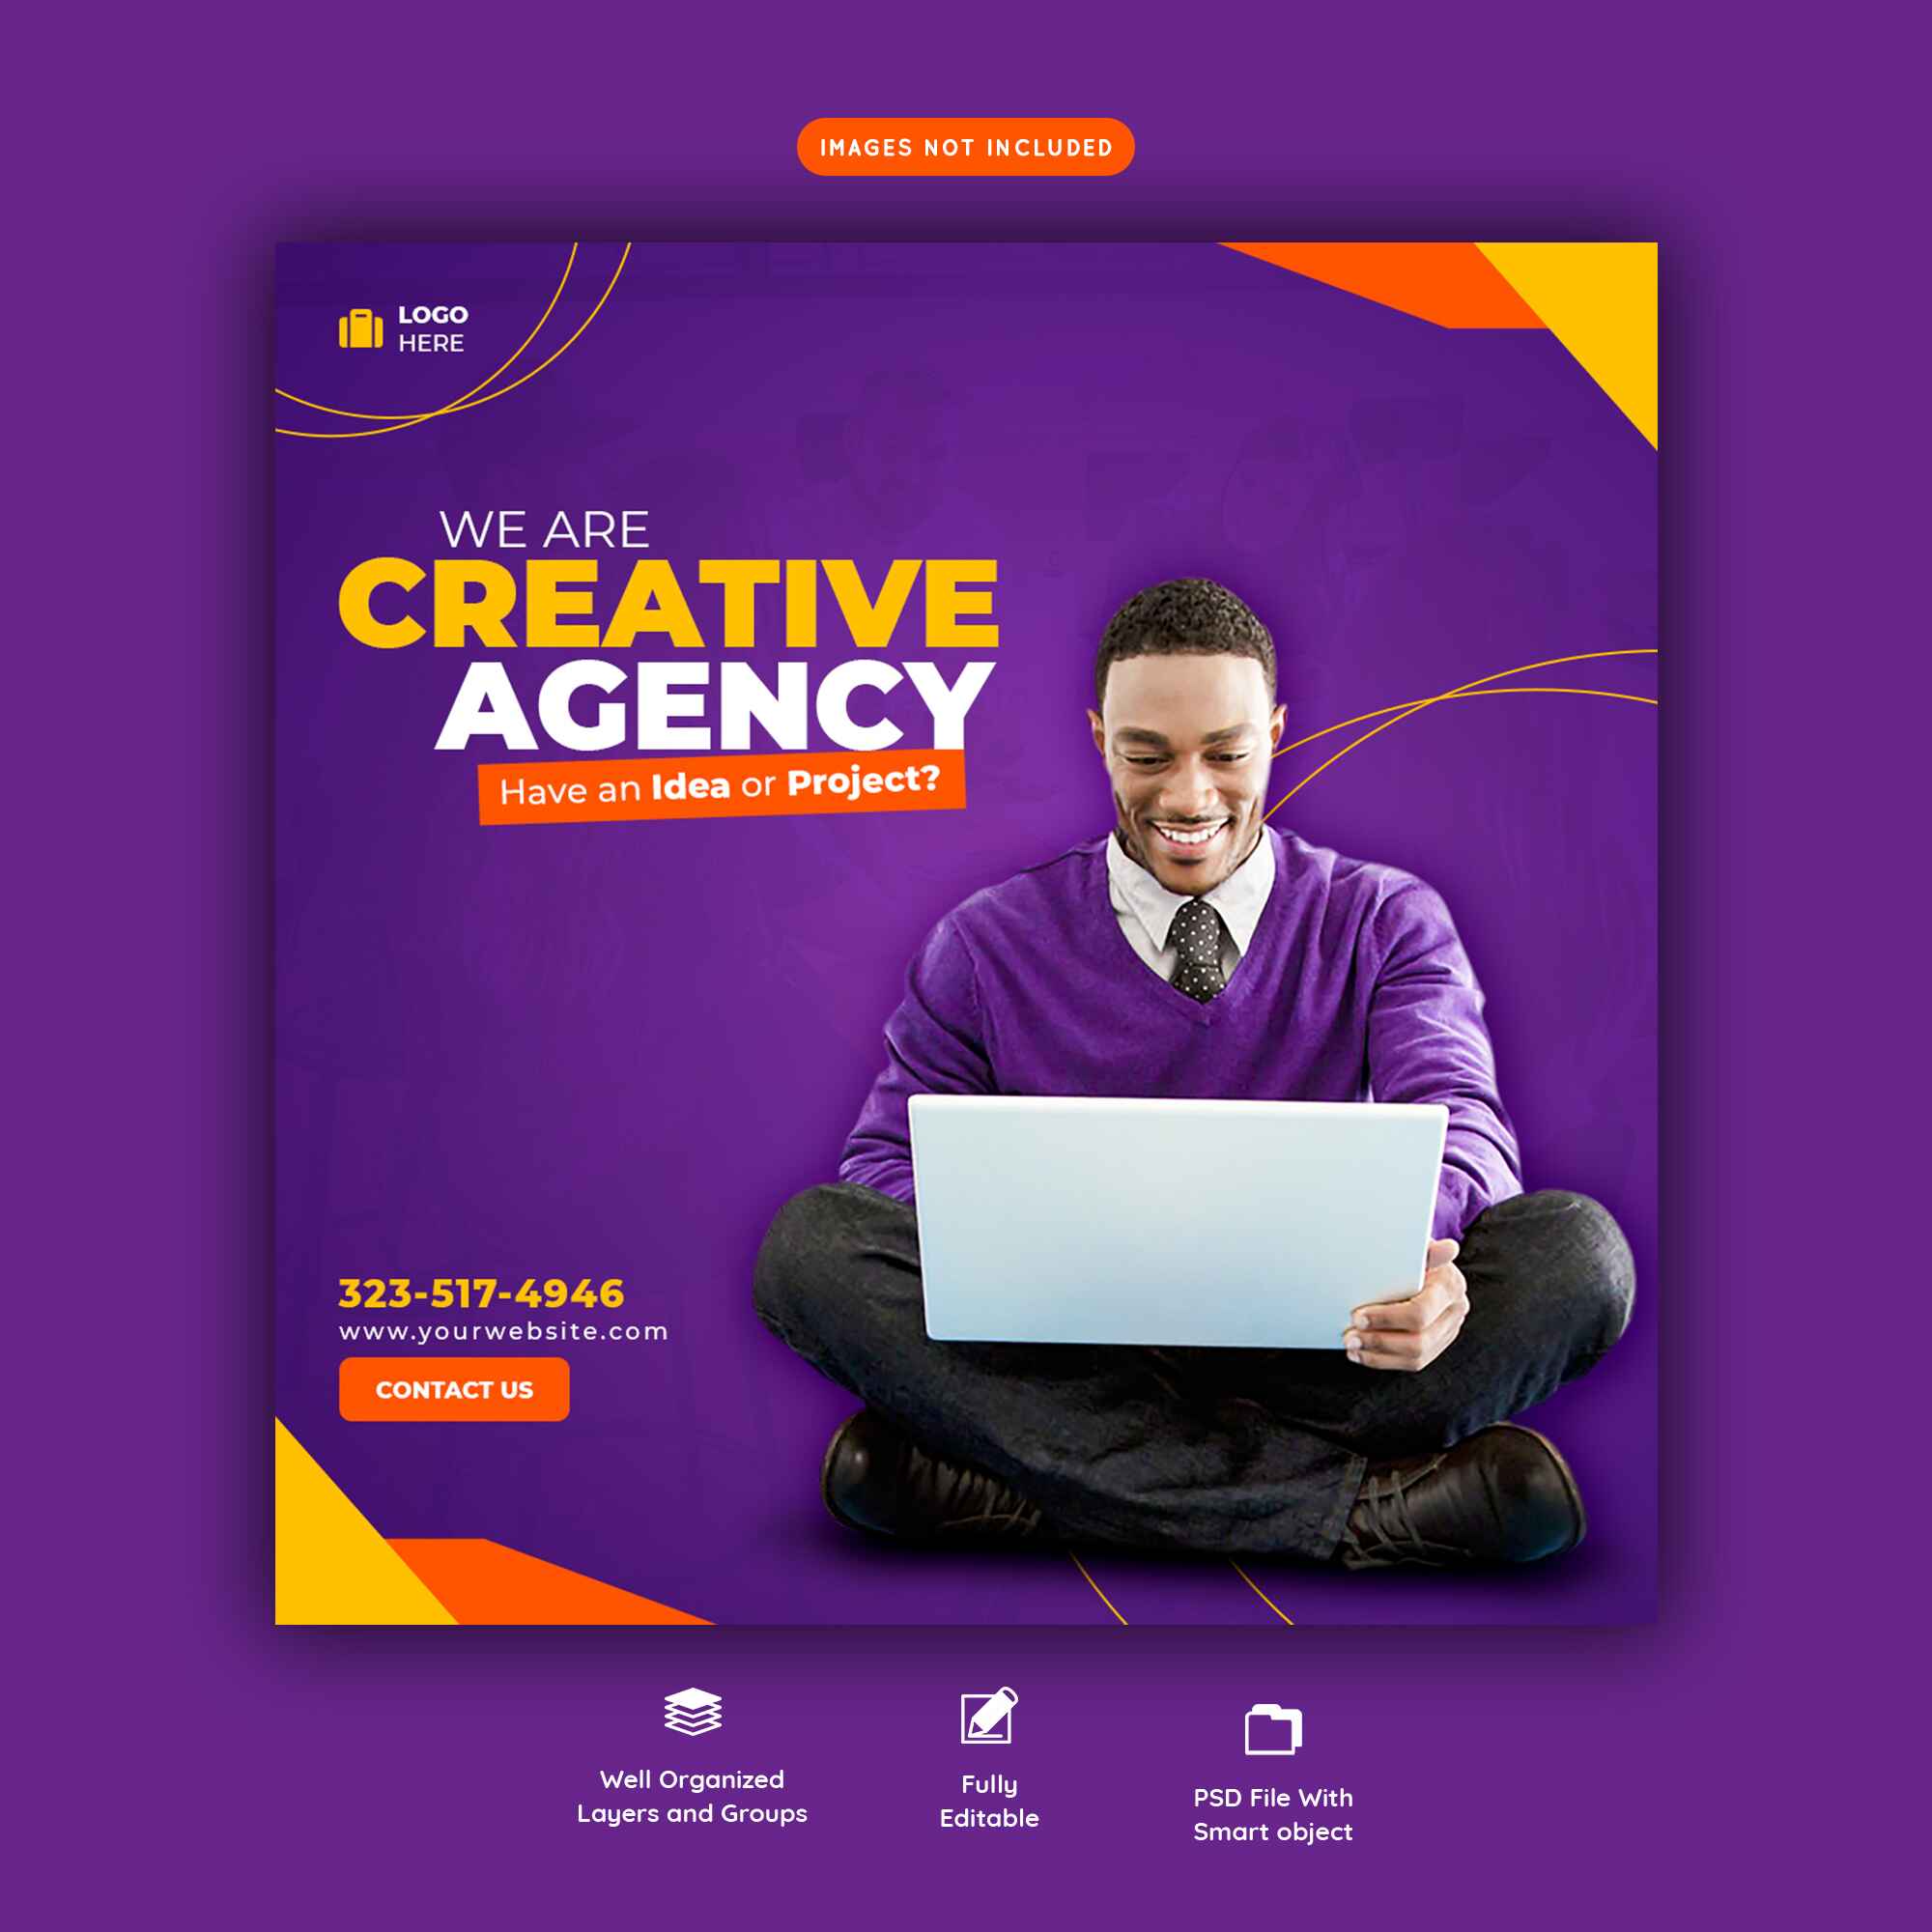 IMAGES NOT INCLUDED
LOGO
HERE
WE ARE
CREATIVE
AGENCY
Have an Idea or Project?
323-517-4946
www.yourwebsite.com
CONTACT US
Well Organized
Layers and Groups
Fully
Editable
PSD File With
Smart object